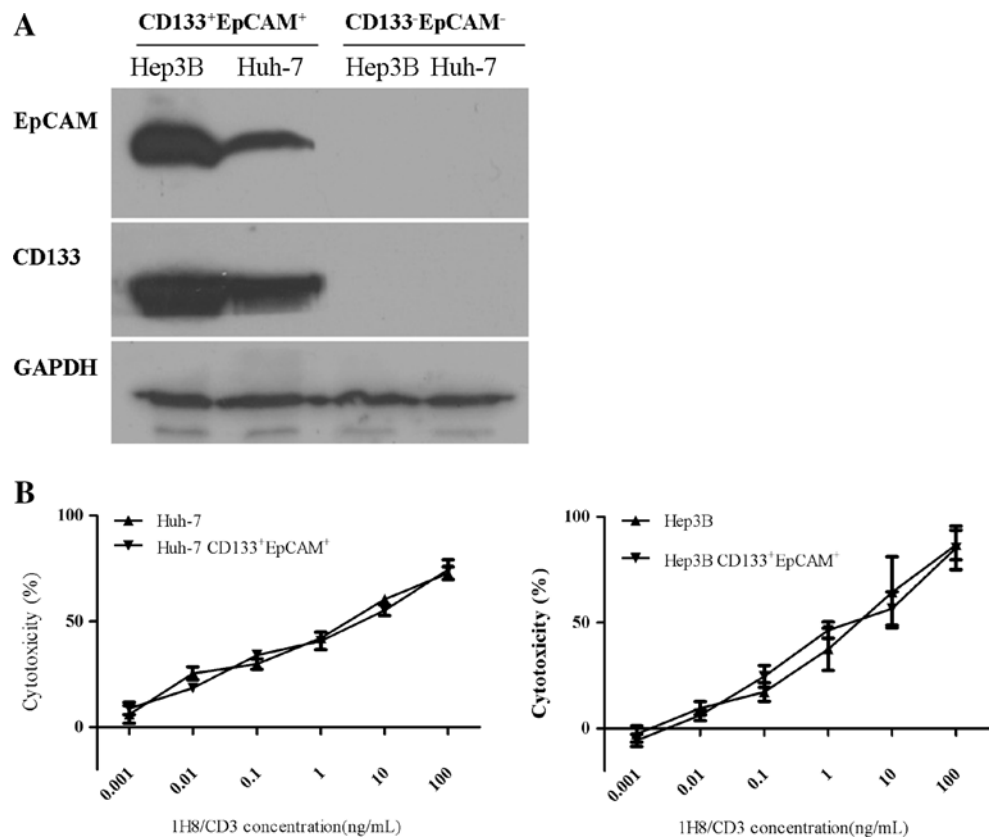 A
CD133⁺EpCAM⁺ CD133⁻EpCAM⁻
Hep3B Huh-7 Hep3B Huh-7
EpCAM
CD133
GAPDH
B
100
50
0
Cytotoxicity (%)
Huh-7
Huh-7 CD133⁺EpCAM⁺
0.001 0.01 0.1 1 10 100
1H8/CD3 concentration(ng/mL)
100
50
0
Cytotoxicity (%)
Hep3B
Hep3B CD133⁺EpCAM⁺
0.001 0.01 0.1 1 10 100
1H8/CD3 concentration(ng/mL)